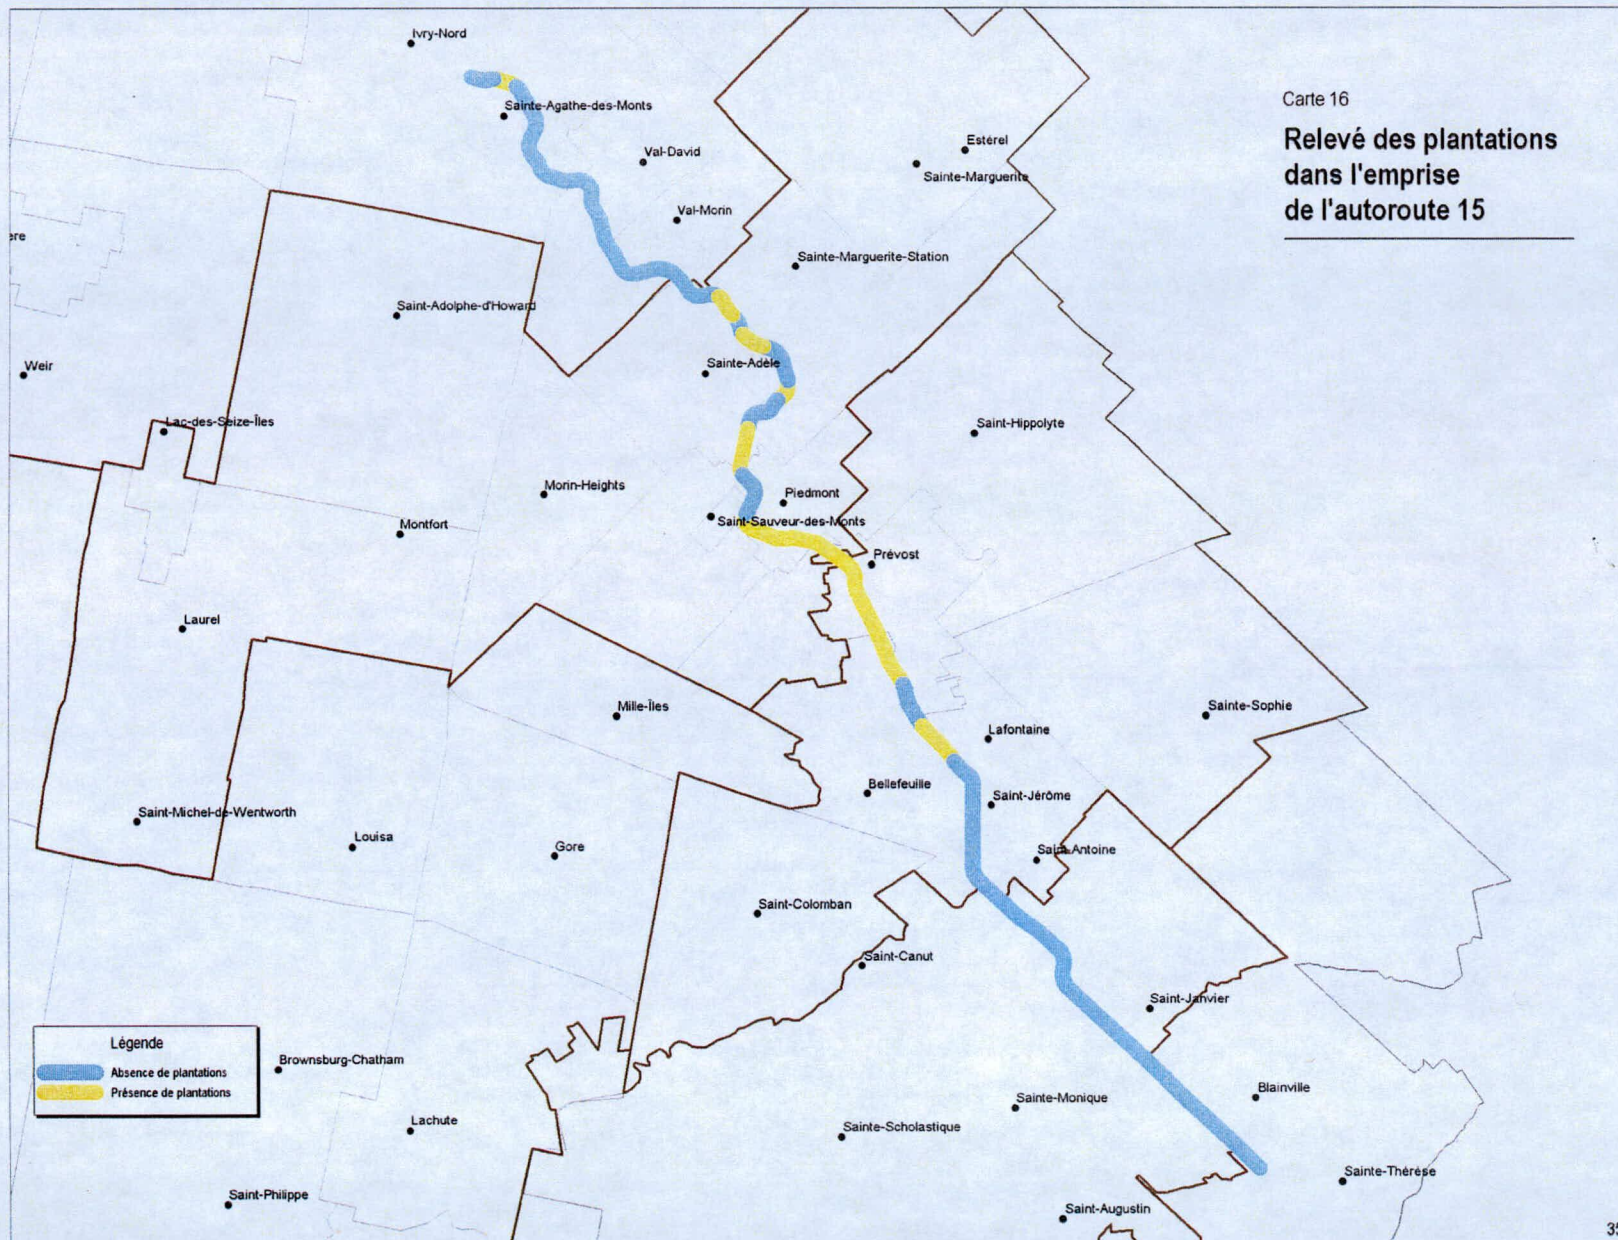 Ivry-Nord
Carte 16
Relevé des plantations
dans l'emprise
de l'autoroute 15
Sainte-Agathe-des-Monts
Estérel
Val-David
Sainte-Marguerite
Val-Morin
ere
Sainte-Marguerite-Station
Saint-Adolphe-d'Howard
Weir
Sainte-Adèle
Lac-des-Seize-Îles
Saint-Hippolyte
Morin-Heights
Piedmont
Saint-Sauveur-des-Monts
Montfort
Prévost
Laurel
Mille-Îles
Sainte-Sophie
Lafontaine
Bellefeuille
Saint-Jérôme
Saint-Michel-de-Wentworth
Louisa
Gore
Saint-Antoine
Saint-Colomban
Saint-Canut
Saint-Janvier
Légende
Absence de plantations
Présence de plantations
Brownsburg-Chatham
Blainville
Sainte-Monique
Lachute
Sainte-Scholastique
Sainte-Thérèse
Saint-Philippe
Saint-Augustin
35